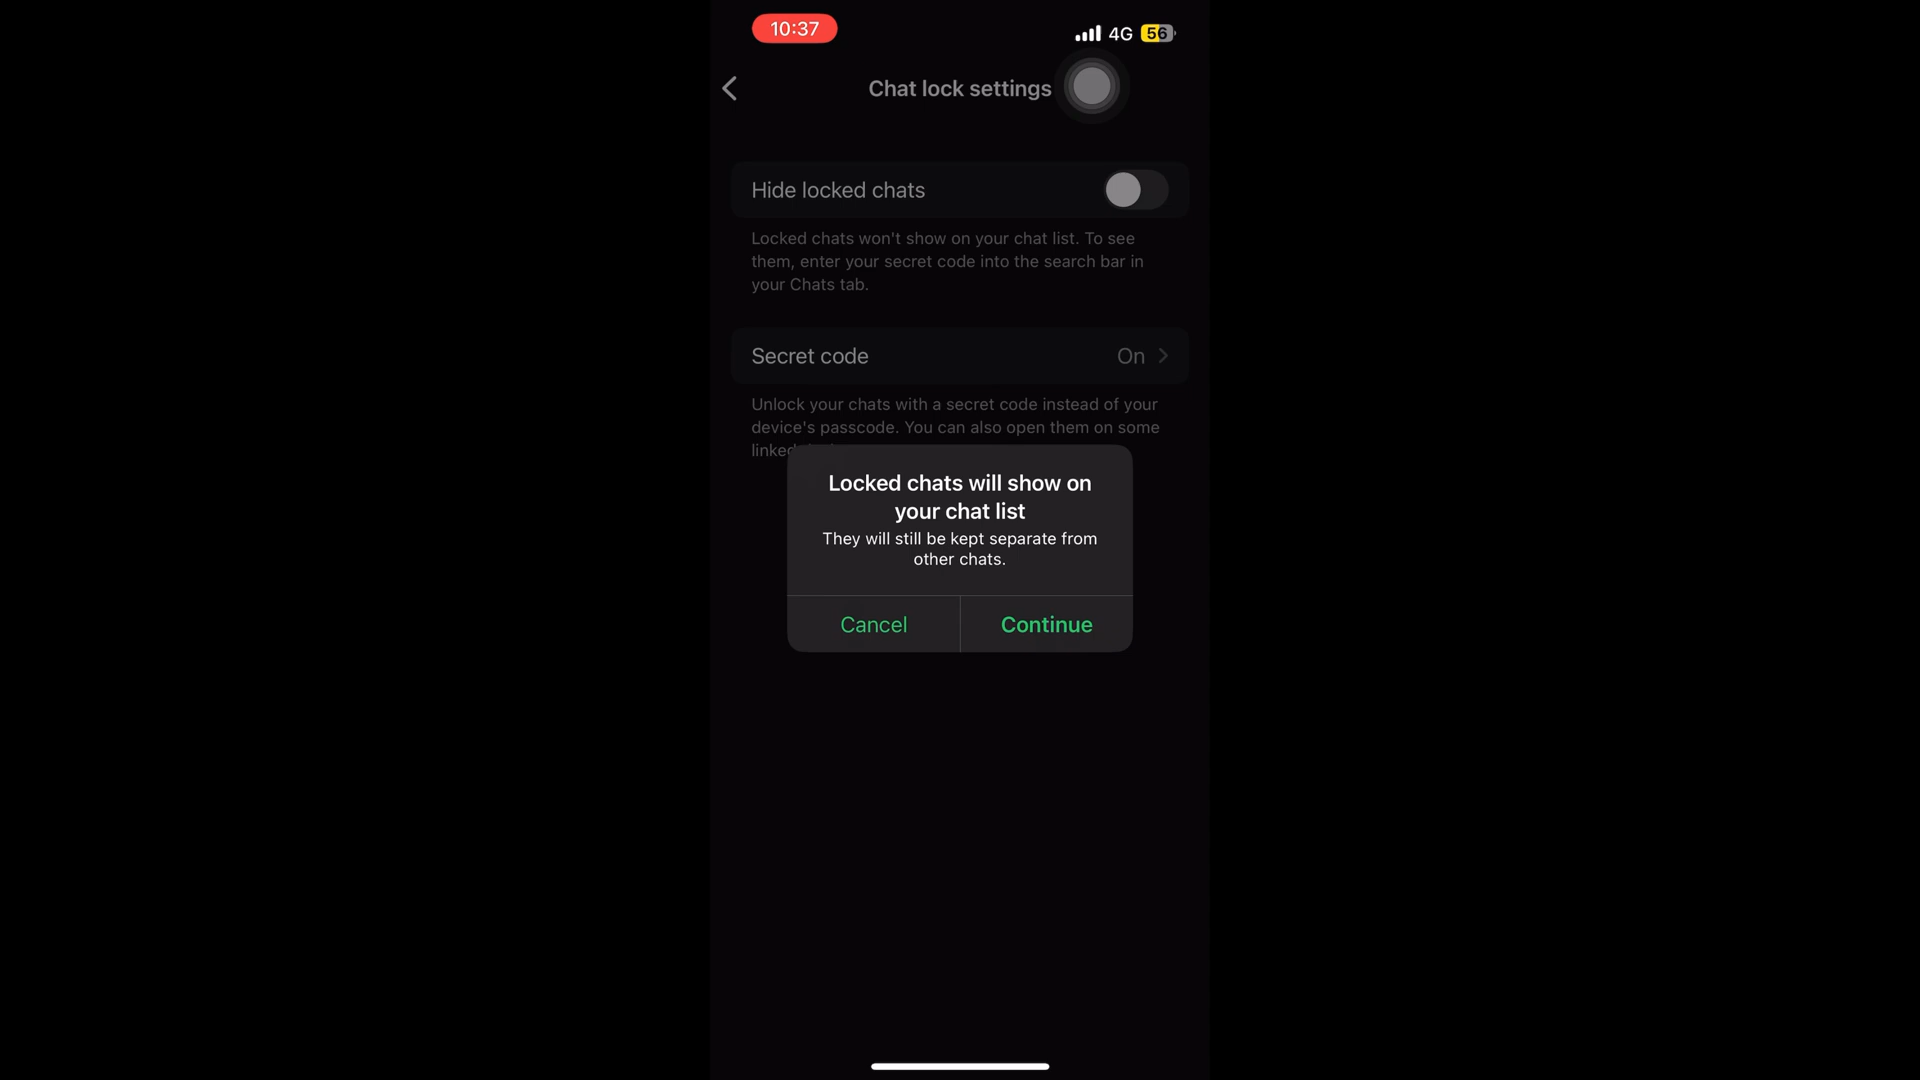 10:37
4G
56
Chat lock settings
Hide locked chats
Locked chats won't show on your chat list. To see
them, enter your secret code into the search bar in
your Chats tab.
Secret code
On
Unlock your chats with a secret code instead of your
device's passcode. You can also open them on some
linked
Locked chats will show on
your chat list
They will still be kept separate from
other chats.
Cancel
Continue